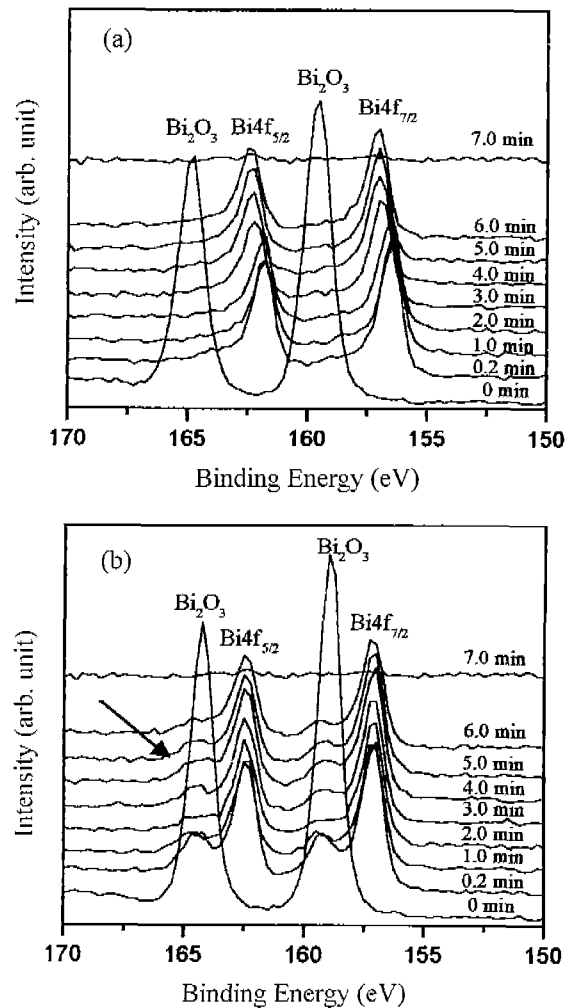 (a)
Bi₂O₃
Bi₂O₃ Bi4f₅/₂ Bi4f₇/₂
7.0 min
6.0 min
5.0 min
4.0 min
3.0 min
2.0 min
1.0 min
0.2 min
0 min
Intensity (arb. unit)
170 165 160 155 150
Binding Energy (eV)
(b)
Bi₂O₃
Bi₂O₃ Bi4f₅/₂ Bi4f₇/₂
7.0 min
6.0 min
5.0 min
4.0 min
3.0 min
2.0 min
1.0 min
0.2 min
0 min
Intensity (arb. unit)
170 165 160 155 150
Binding Energy (eV)